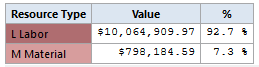 Resource Type Value %
L Labor $10,064,909.97 92.7 %
M Material $798,184.59 7.3 %